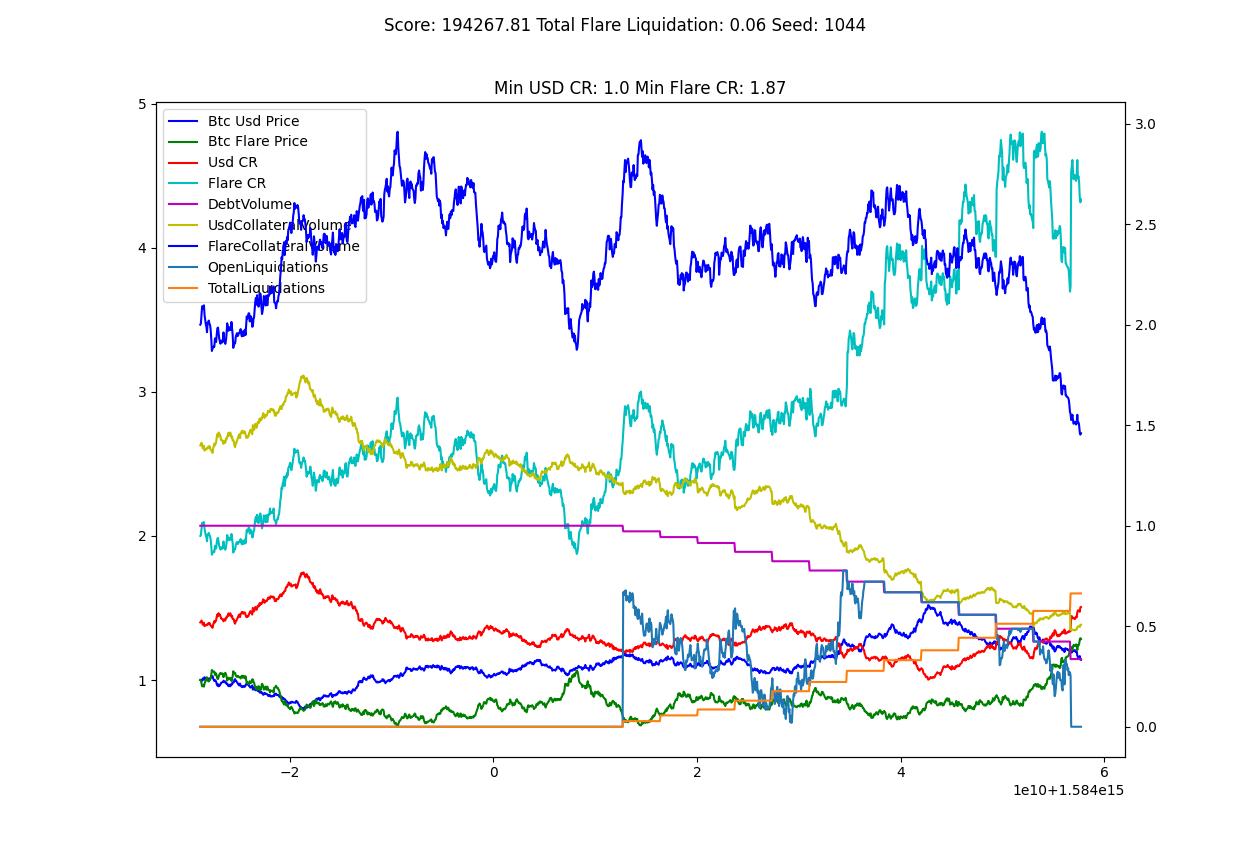 Score: 194267.81 Total Flare Liquidation: 0.06 Seed: 1044
Min USD CR: 1.0 Min Flare CR: 1.87
Btc Usd Price
Btc Flare Price
Usd CR
Flare CR
DebtVolume
UsdCollateralVolume
FlareCollateralVolume
OpenLiquidations
TotalLiquidations
5
4
3
2
1
3.0
2.5
2.0
1.5
1.0
0.5
0.0
−2 0 2 4 6
1e10+1.584e15